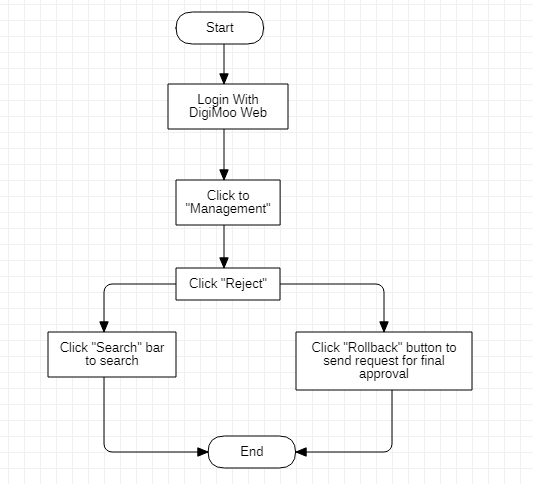 Start
Login With
DigiMoo Web
Click to
"Management"
Click "Reject"
Click "Search" bar
to search
Click "Rollback" button to
send request for final
approval
End